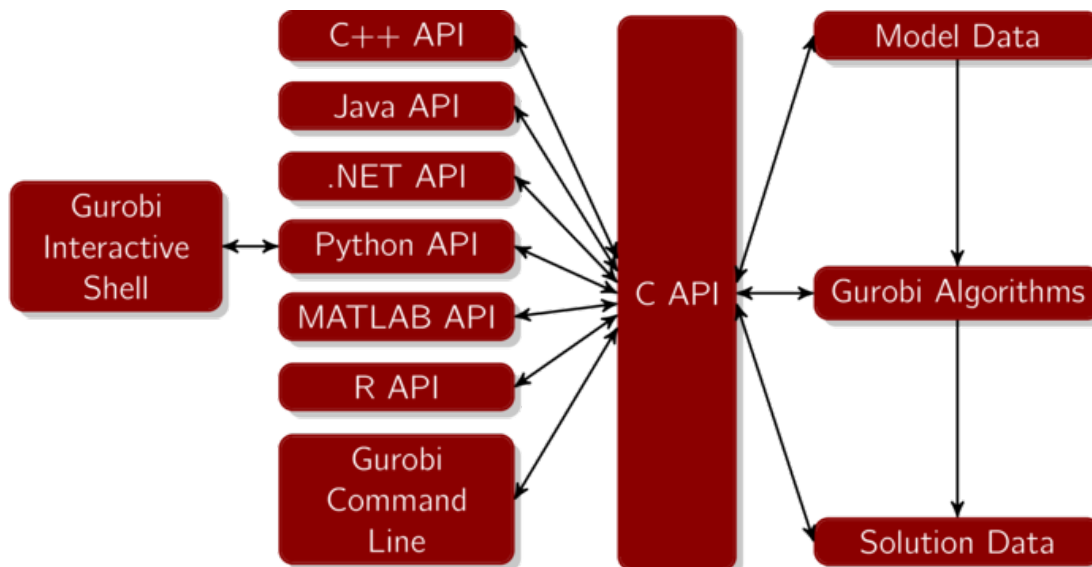 Gurobi
Interactive
Shell
C++ API
Java API
.NET API
Python API
MATLAB API
R API
Gurobi
Command
Line
C API
Model Data
Gurobi Algorithms
Solution Data